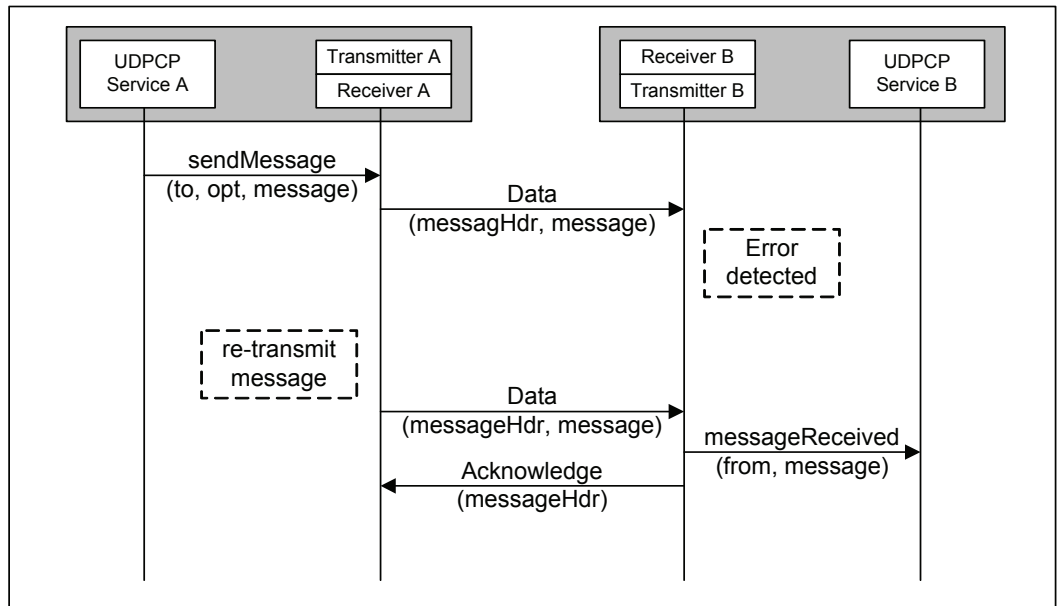 UDPCP
Service A
Transmitter A
Receiver A
Receiver B
Transmitter B
UDPCP
Service B
sendMessage
(to, opt, message)
Data
(messagHdr, message)
Error
detected
re-transmit
message
Data
(messageHdr, message)
messageReceived
(from, message)
Acknowledge
(messageHdr)